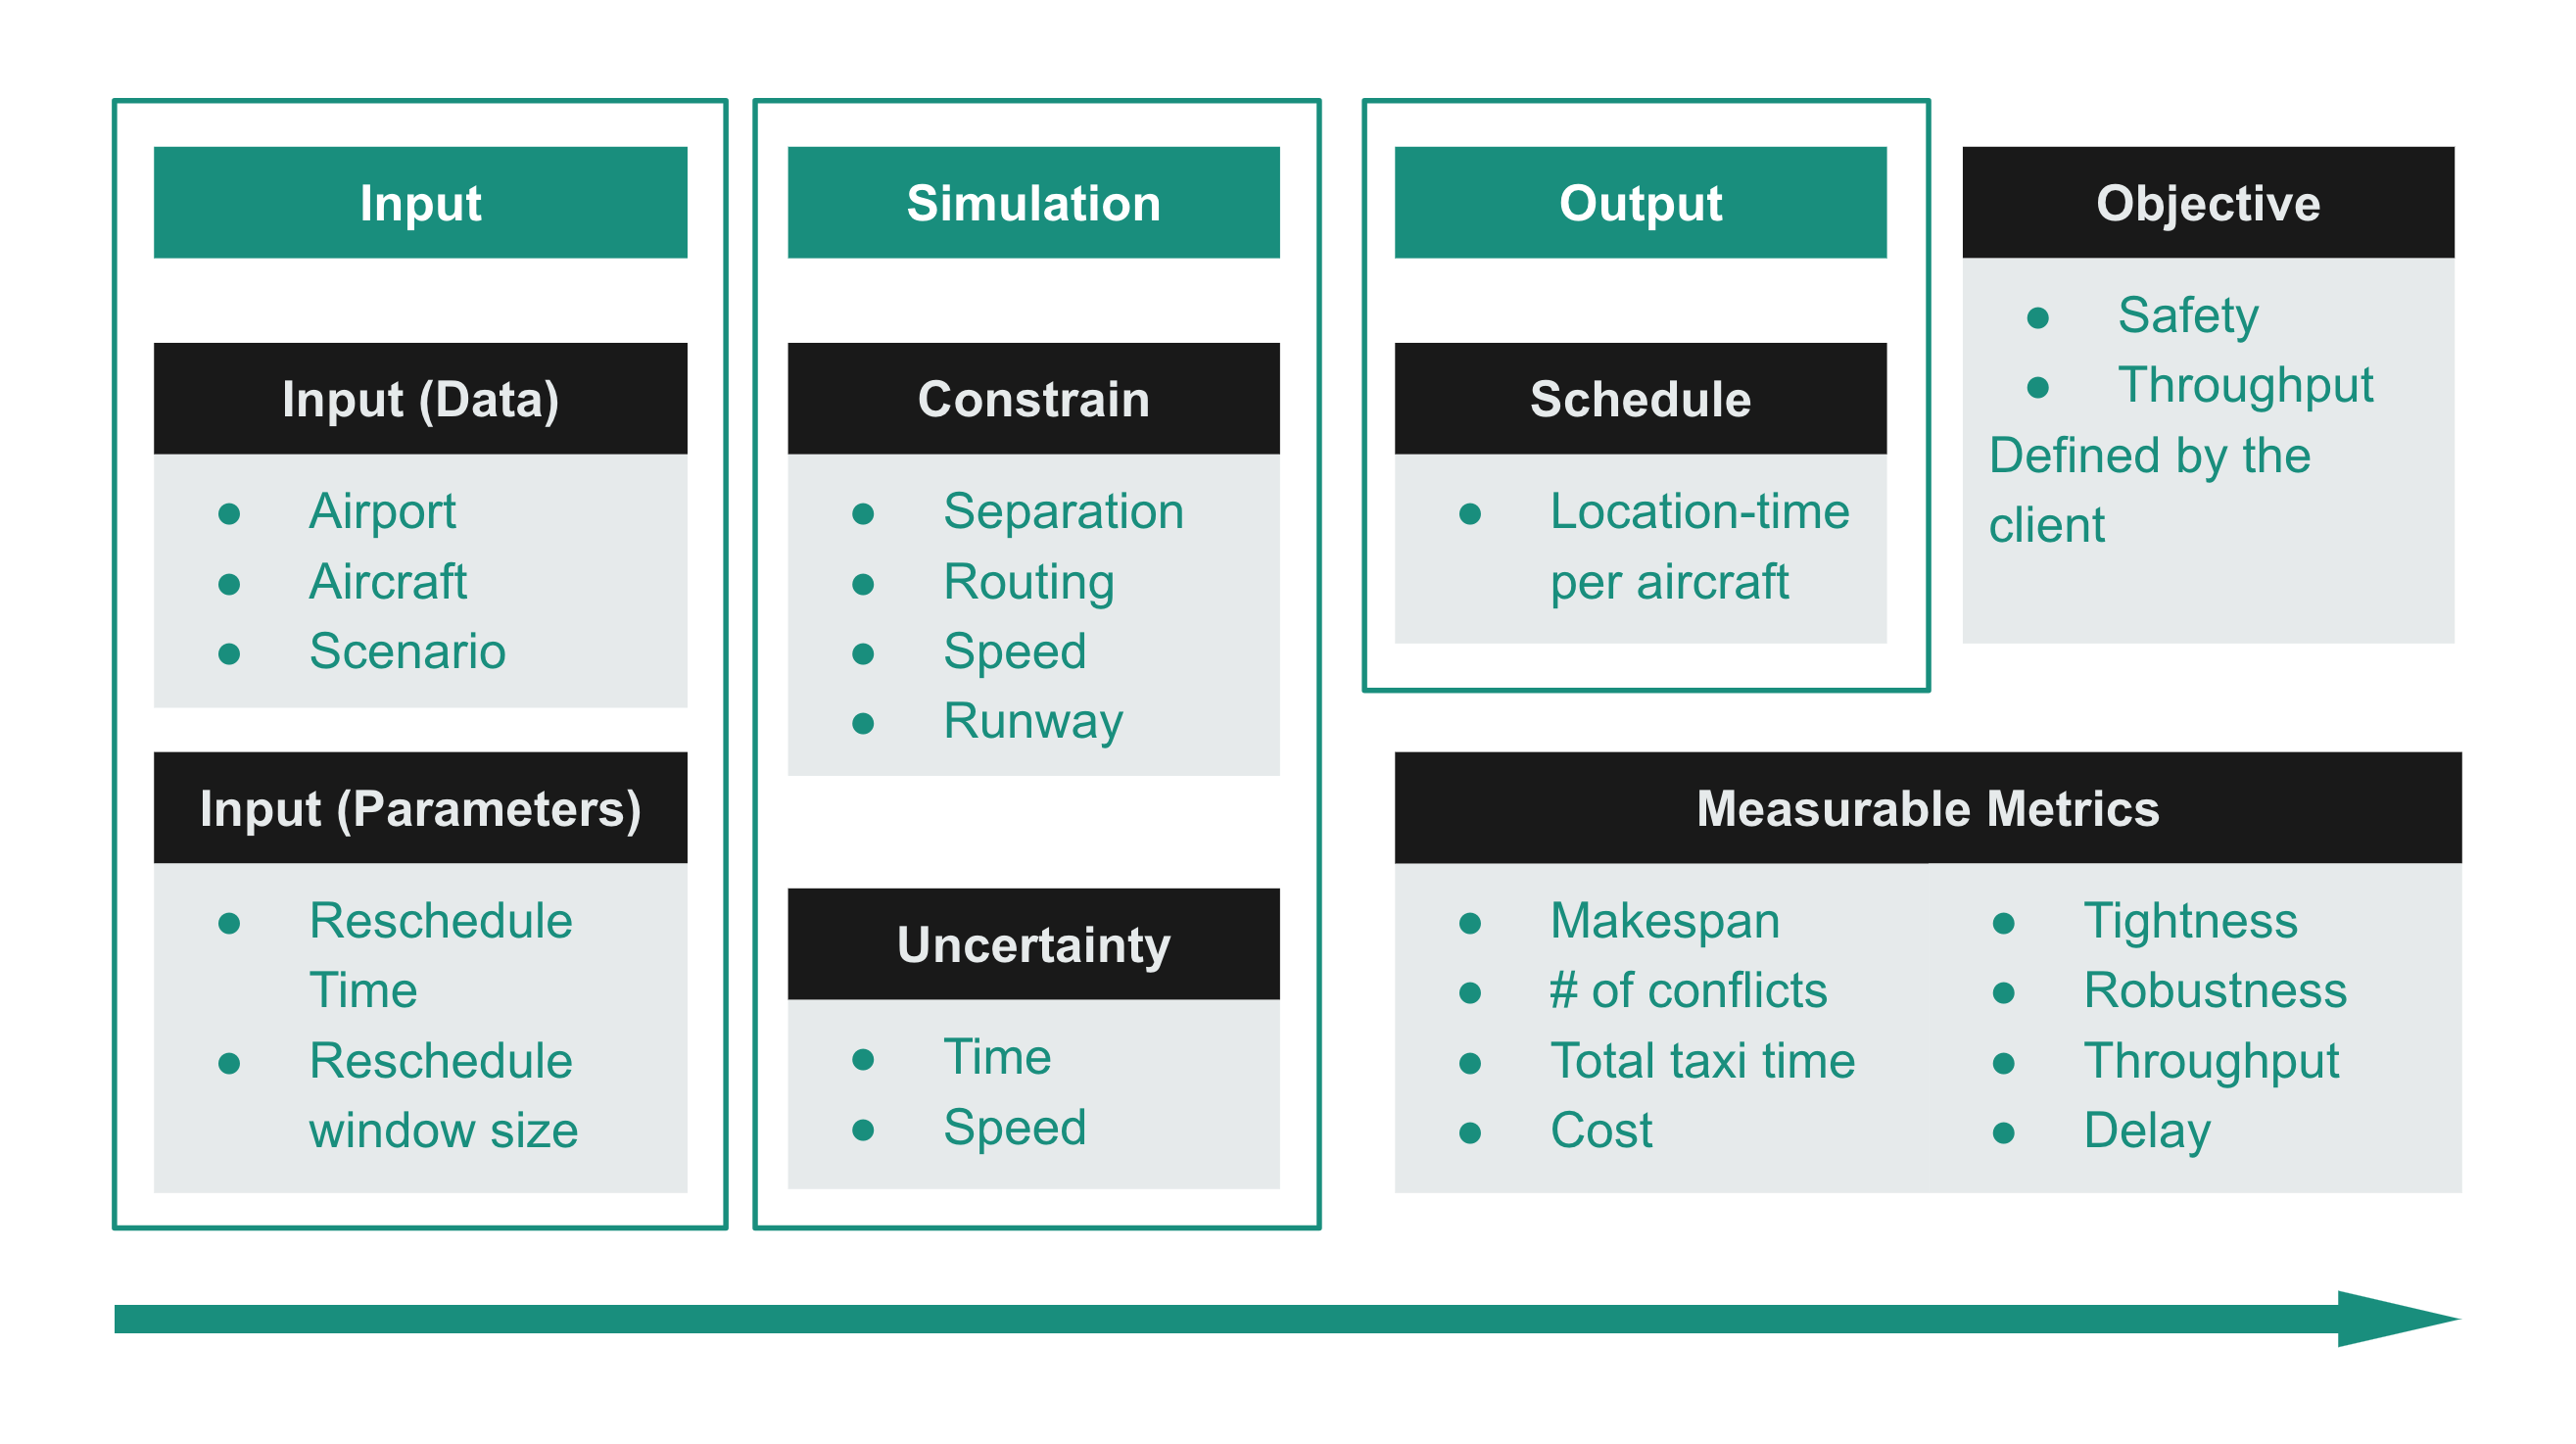 Input
Input (Data)
● Airport
● Aircraft
● Scenario
Input (Parameters)
● Reschedule
Time
● Reschedule
window size
Simulation
Constrain
● Separation
● Routing
● Speed
● Runway
Uncertainty
● Time
● Speed
Output
Schedule
● Location-time
per aircraft
Objective
● Safety
● Throughput
Defined by the
client
Measurable Metrics
● Makespan
● # of conflicts
● Total taxi time
● Cost
● Tightness
● Robustness
● Throughput
● Delay